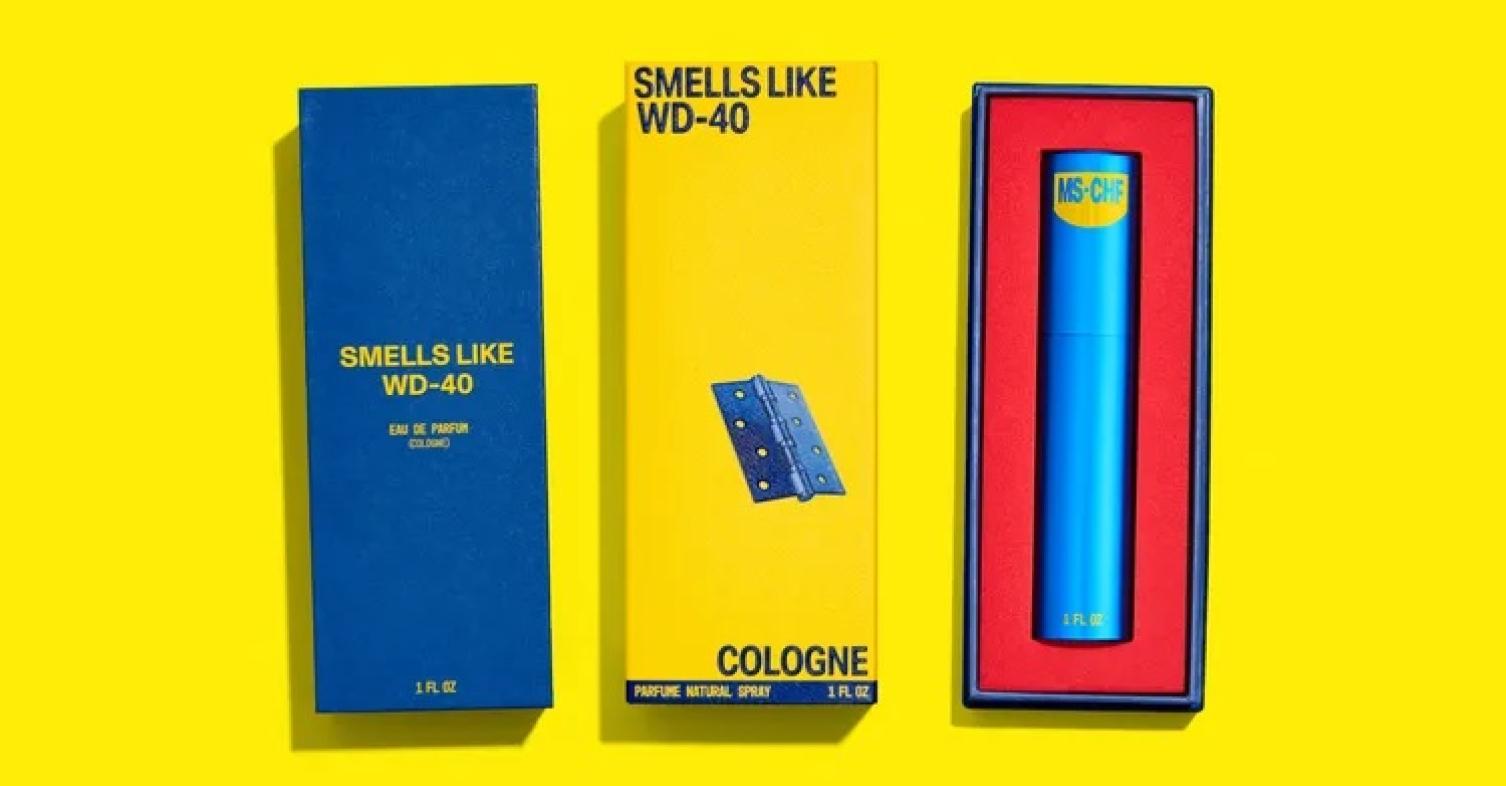 SMELLS LIKE
WD-40
EAU DE PARFUM
(COLOGNE)
1 FL OZ
SMELLS LIKE
WD-40
COLOGNE
PARFUME NATURAL SPRAY 1 FL OZ
MS-CHF
1 FL OZ